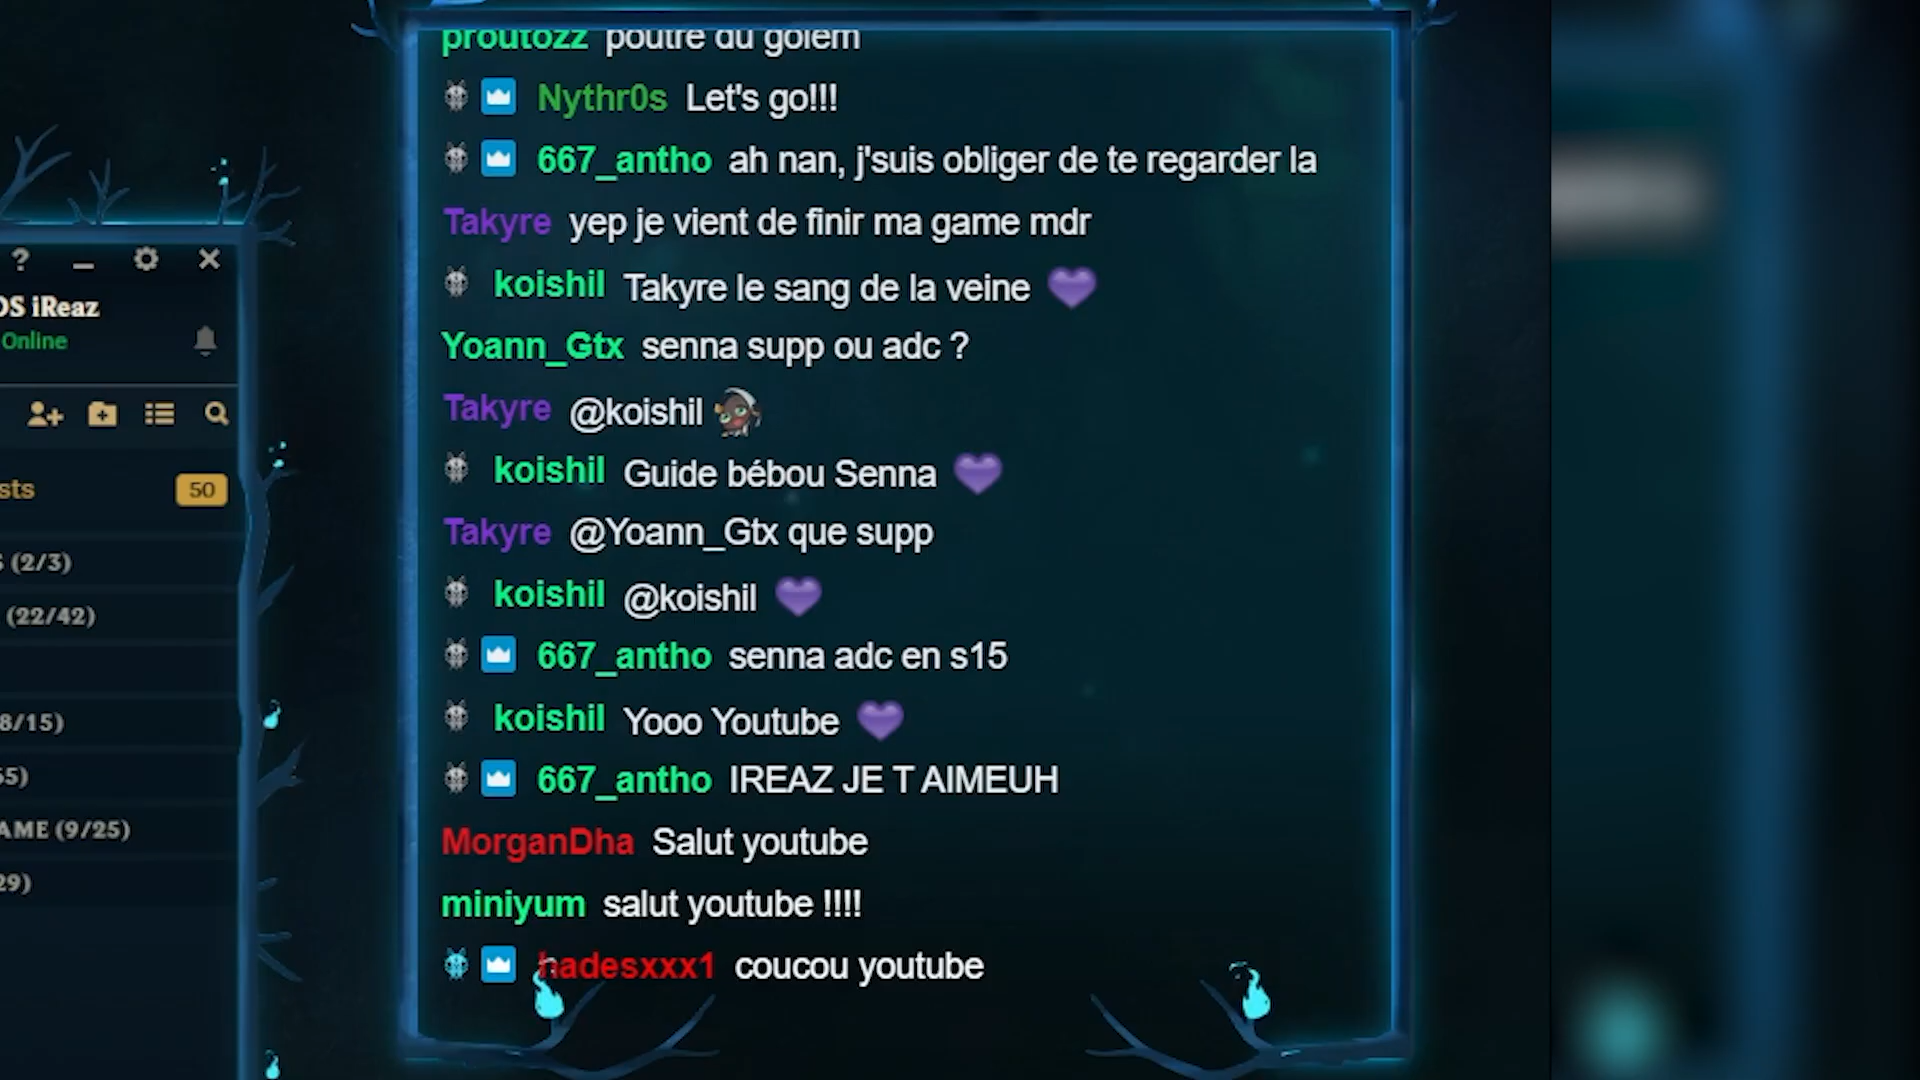 proutozz poutre du golem
Nythr0s Let's go!!!
667_antho ah nan, j'suis obliger de te regarder la
Takyre yep je vient de finir ma game mdr
koishil Takyre le sang de la veine
Yoann_Gtx senna supp ou adc ?
Takyre @koishil
koishil Guide bébou Senna
Takyre @Yoann_Gtx que supp
koishil @koishil
667_antho senna adc en s15
koishil Yooo Youtube
667_antho IREAZ JE T AIMEUH
MorganDha Salut youtube
miniyum salut youtube !!!!
hadesxxx1 coucou youtube
?
OS iReaz
Online
sts 50
(2/3)
(22/42)
8/15)
AME (9/25)
29)